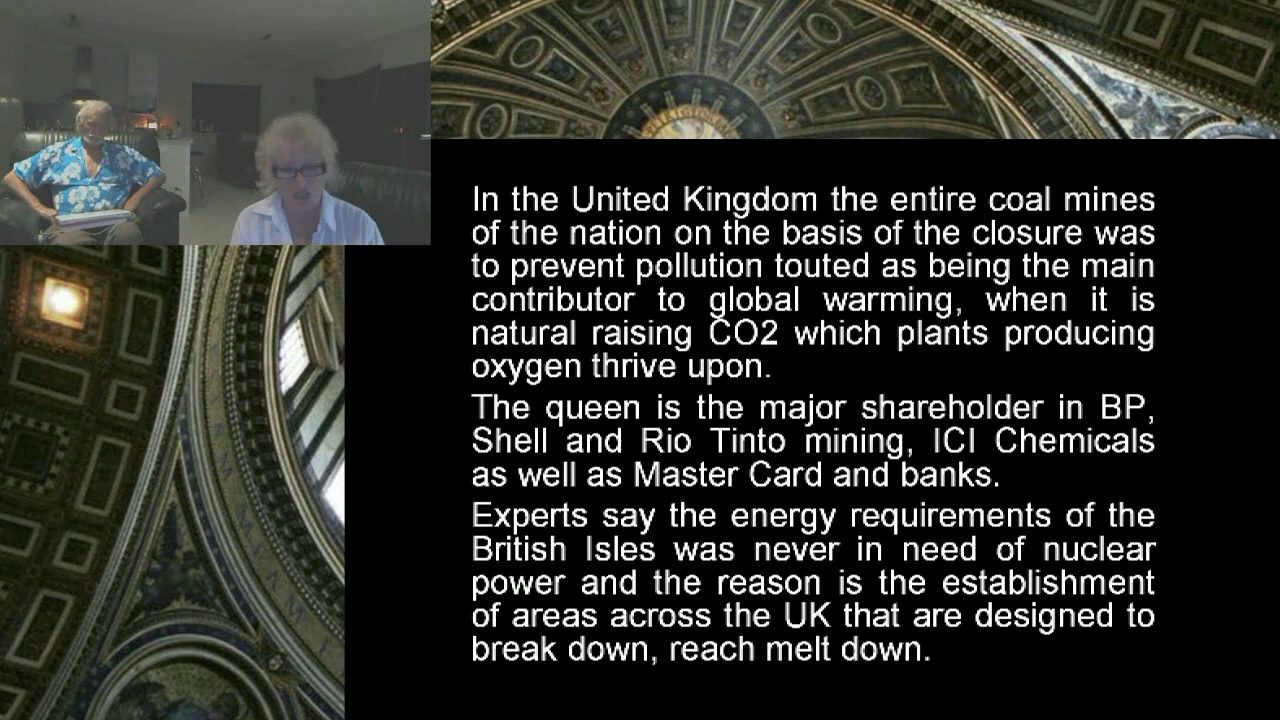 In the United Kingdom the entire coal mines
of the nation on the basis of the closure was
to prevent pollution touted as being the main
contributor to global warming, when it is
natural raising CO2 which plants producing
oxygen thrive upon.
The queen is the major shareholder in BP,
Shell and Rio Tinto mining, ICI Chemicals
as well as Master Card and banks.
Experts say the energy requirements of the
British Isles was never in need of nuclear
power and the reason is the establishment
of areas across the UK that are designed to
break down, reach melt down.